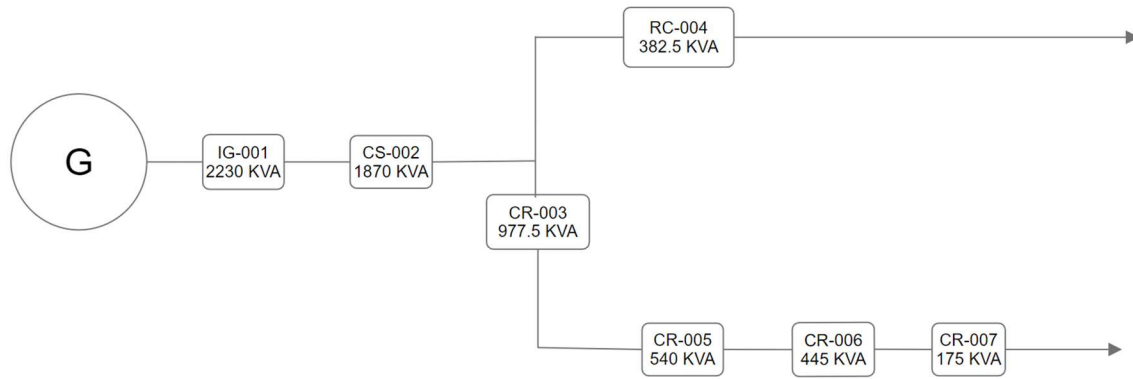 RC-004
382.5 KVA
G
IG-001
2230 KVA
CS-002
1870 KVA
CR-003
977.5 KVA
CR-005
540 KVA
CR-006
445 KVA
CR-007
175 KVA